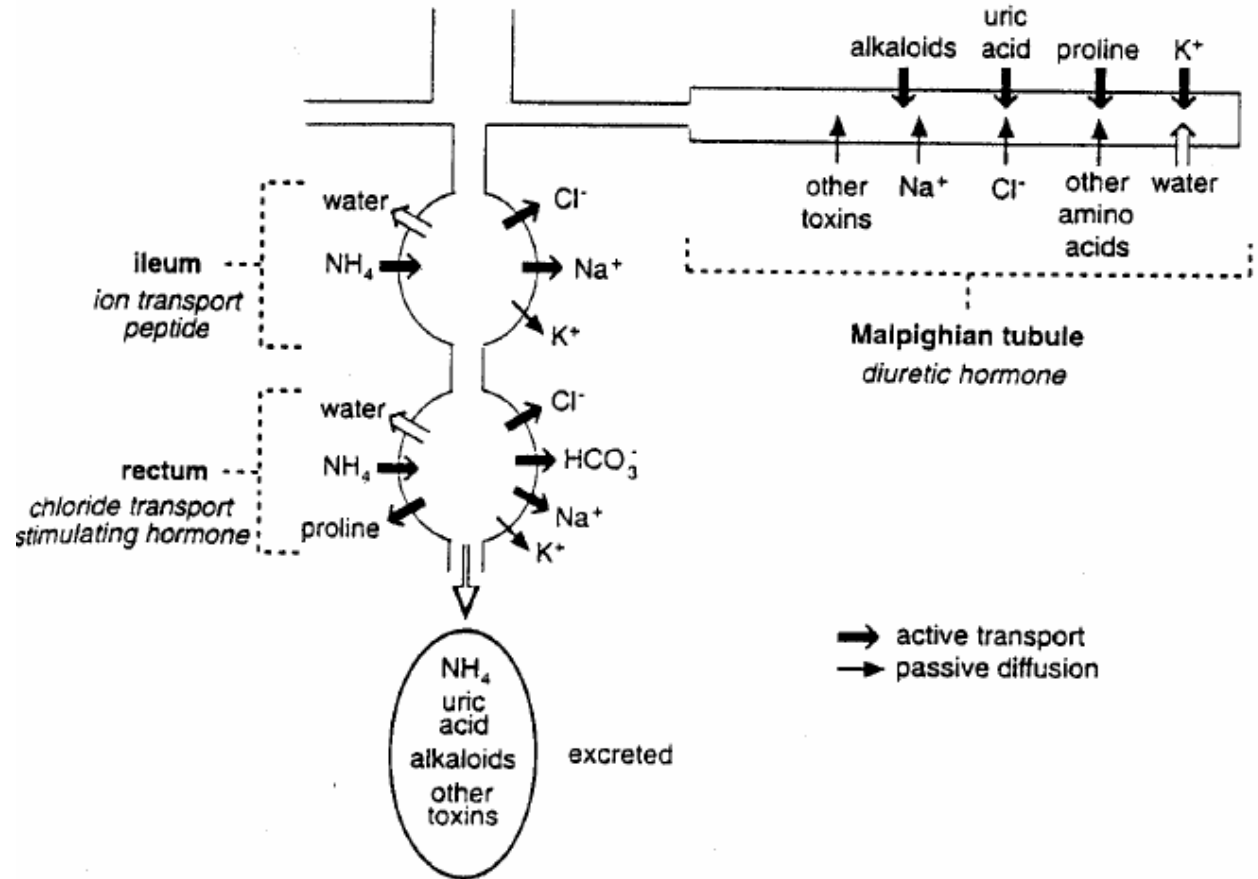 alkaloids
uric
acid
proline
K⁺
other
toxins
Na⁺
Cl⁻
other
amino
acids
water
Malpighian tubule
diuretic hormone
ileum
ion transport
peptide
water
NH₄
Cl⁻
Na⁺
K⁺
rectum
chloride transport
stimulating hormone
water
NH₄
proline
Cl⁻
HCO₃⁻
Na⁺
K⁺
NH₄
uric
acid
alkaloids
other
toxins
excreted
active transport
passive diffusion